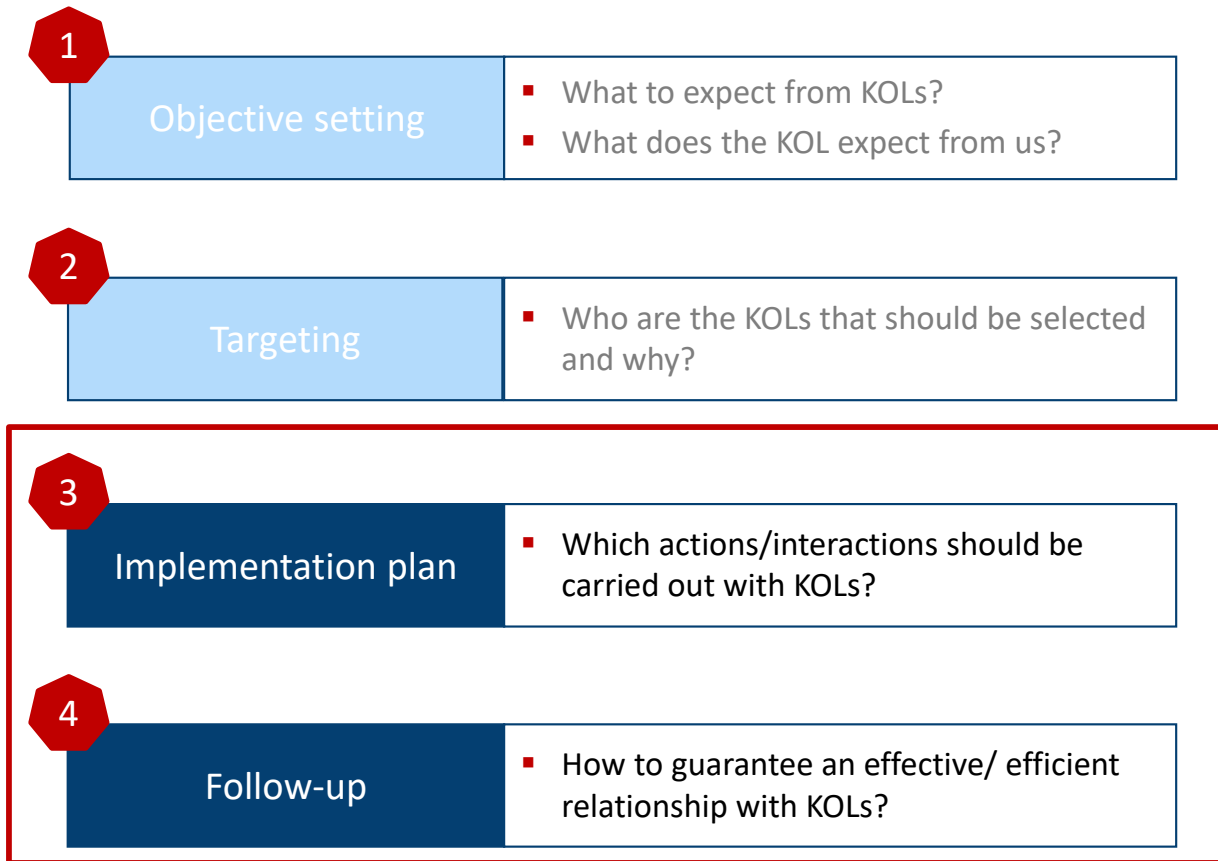 1
Objective setting
▪ What to expect from KOLs?
▪ What does the KOL expect from us?
2
Targeting
▪ Who are the KOLs that should be selected
and why?
3
Implementation plan
▪ Which actions/interactions should be
carried out with KOLs?
4
Follow-up
▪ How to guarantee an effective/ efficient
relationship with KOLs?